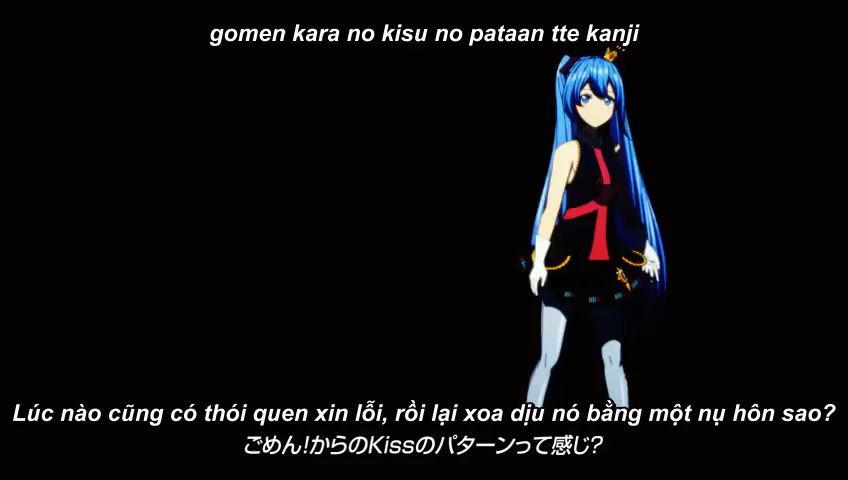 gomen kara no kisu no pataan tte kanji
Lúc nào cũng có thói quen xin lỗi, rồi lại xoa dịu nó bằng một nụ hôn sao?
ごめん!からのKissのパターンって感じ?